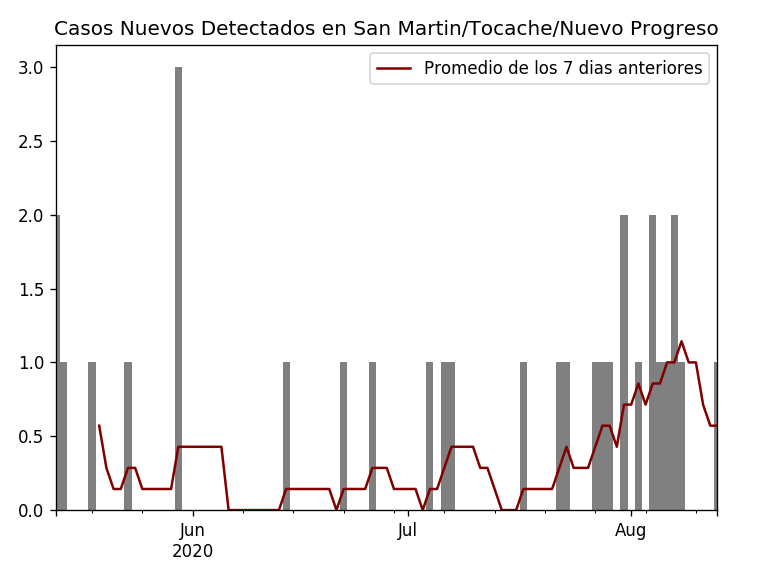 Casos Nuevos Detectados en San Martin/Tocache/Nuevo Progreso
Promedio de los 7 dias anteriores
3.0
2.5
2.0
1.5
1.0
0.5
0.0
Jun Jul Aug
2020